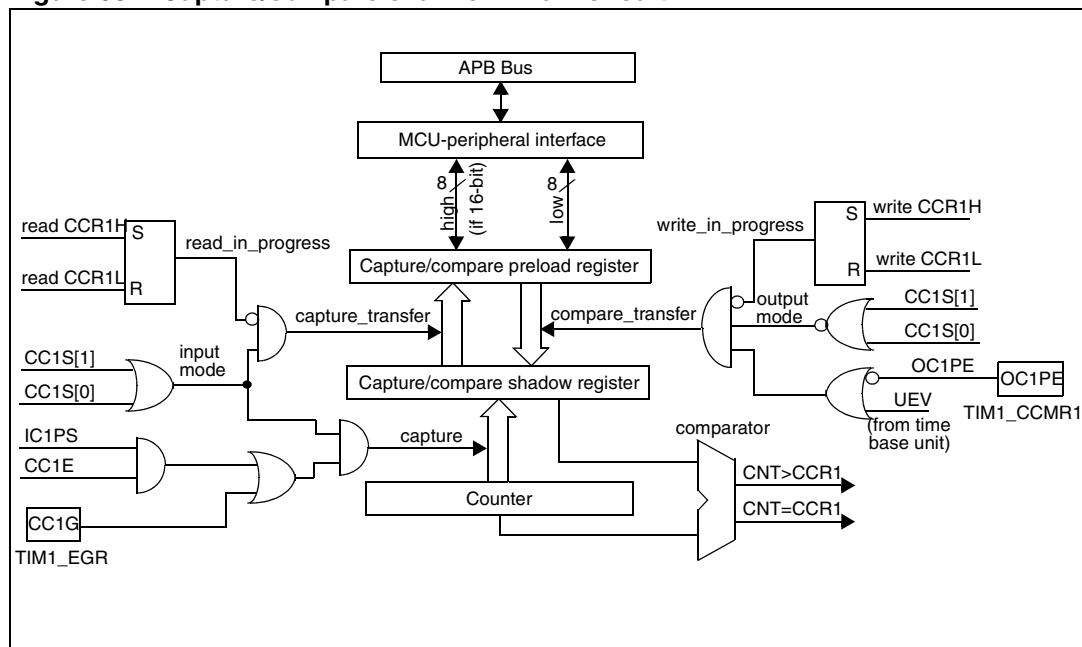 APB Bus
MCU-peripheral interface
8
high
(if 16-bit)
8
low
read CCR1H
S
read_in_progress
read CCR1L
R
write_in_progress
S
write CCR1H
R
write CCR1L
Capture/compare preload register
capture_transfer
compare_transfer
output
mode
CC1S[1]
CC1S[0]
input
mode
CC1S[1]
CC1S[0]
Capture/compare shadow register
OC1PE
OC1PE
UEV
TIM1_CCMR1
(from time
base unit)
IC1PS
CC1E
capture
comparator
Counter
CNT>CCR1
CNT=CCR1
CC1G
TIM1_EGR